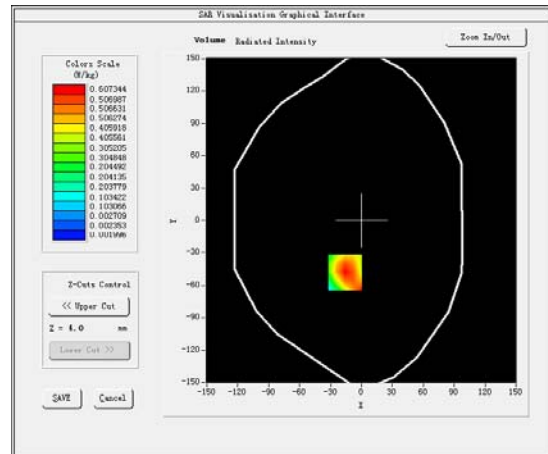 SAR Visualisation Graphical Interface
Volume Radiated Intensity
Zoom In/Out
Colors Scale
(W/kg)
0.607344
0.506987
0.506631
0.506274
0.405918
0.405561
0.305205
0.304848
0.204492
0.204135
0.203779
0.103422
0.103066
0.002709
0.002353
0.001996
Z-Cuts Control
<< Upper Cut
Z = 4.0 mm
Lower Cut >>
SAVE
Cancel
150
120
90
60
30
0
-30
-60
-90
-120
-150
Y
-150 -120 -90 -60 -30 0 30 60 90 120 150
X